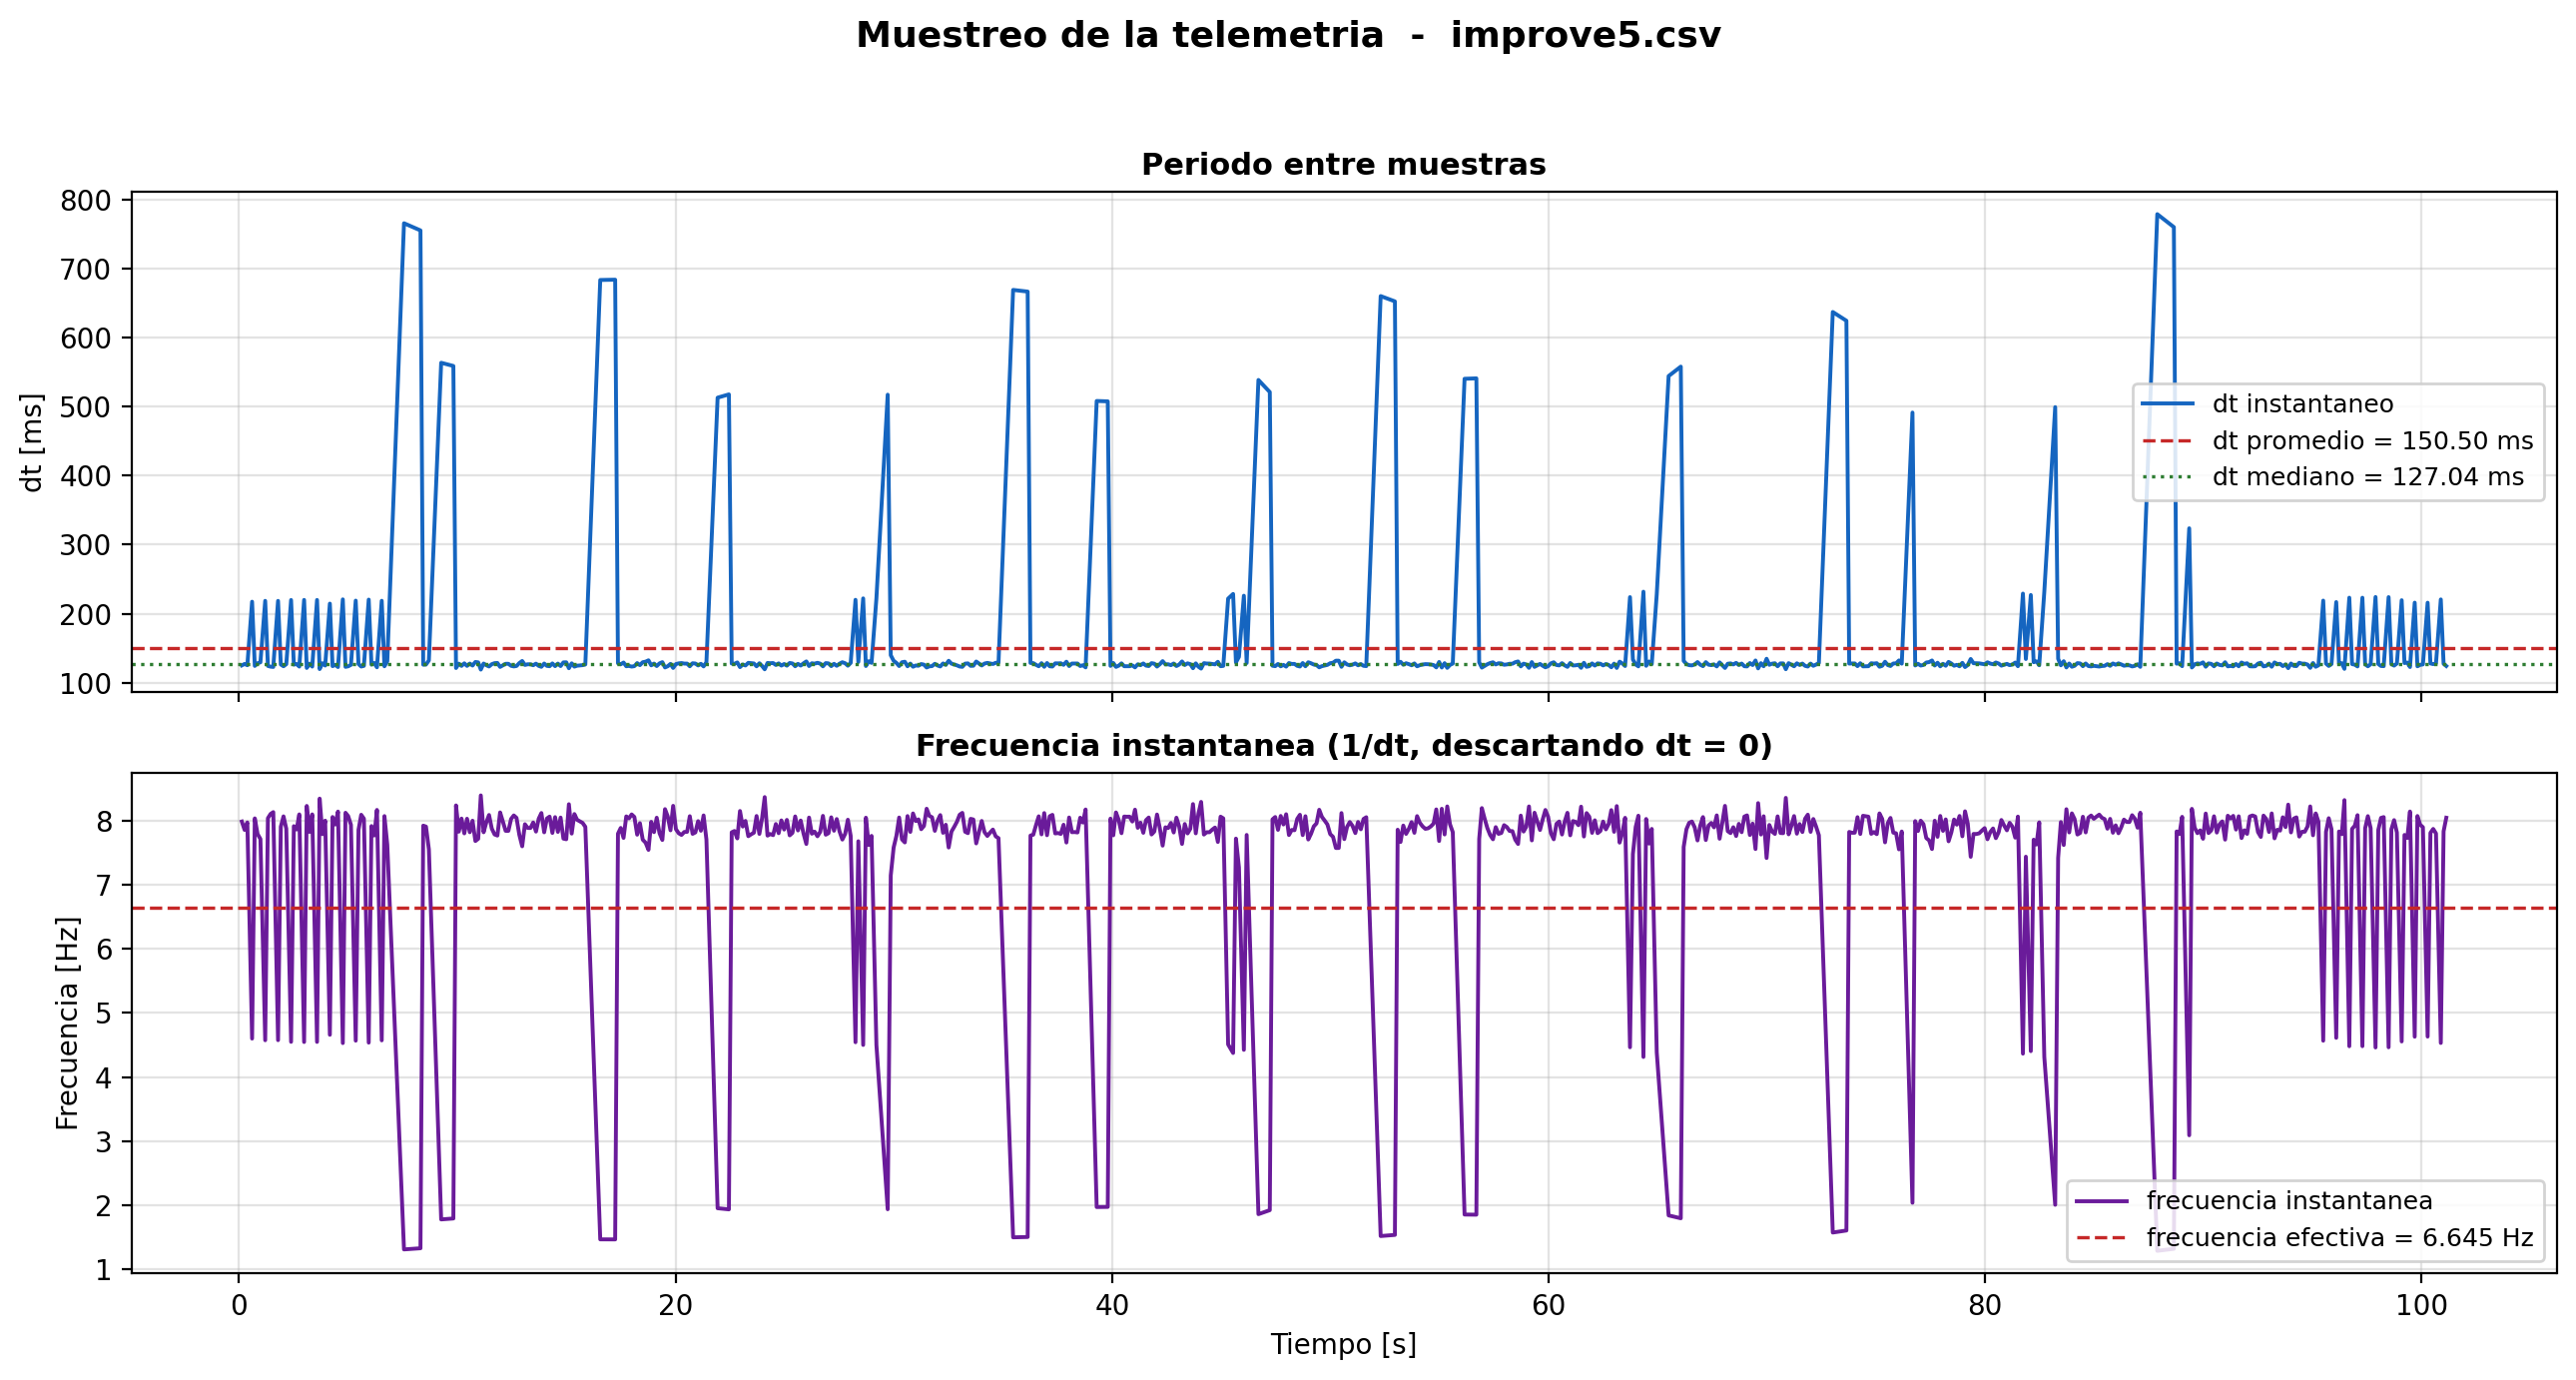 Muestreo de la telemetria - improve5.csv
Periodo entre muestras
800
700
600
500
400
300
200
100
dt [ms]
dt instantaneo
dt promedio = 150.50 ms
dt mediano = 127.04 ms
Frecuencia instantanea (1/dt, descartando dt = 0)
8
7
6
5
4
3
2
1
Frecuencia [Hz]
frecuencia instantanea
frecuencia efectiva = 6.645 Hz
0 20 40 60 80 100
Tiempo [s]